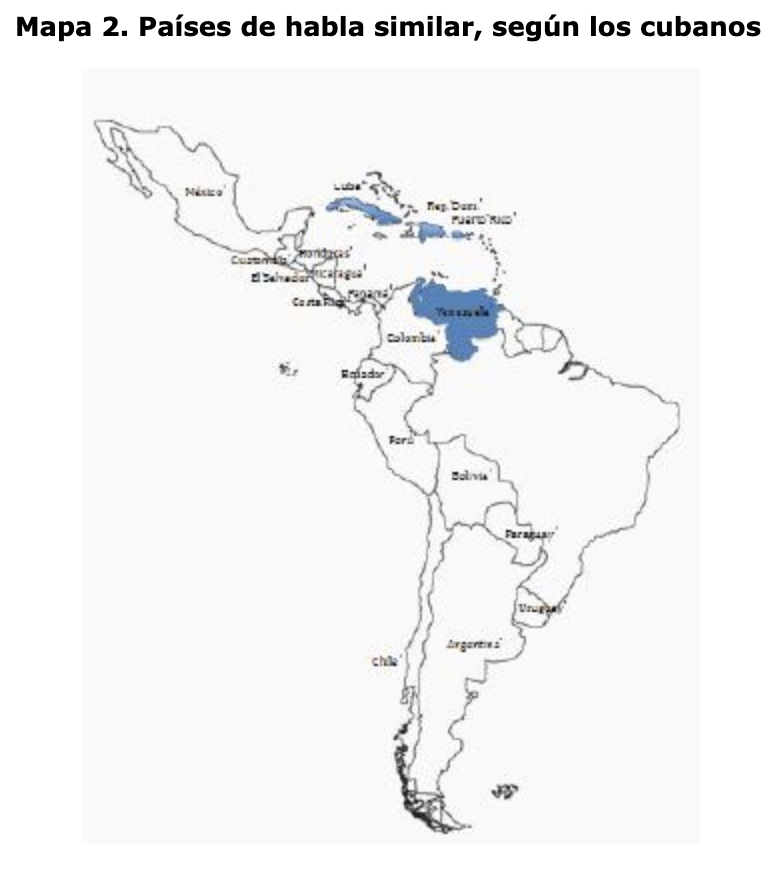 Mapa 2. Países de habla similar, según los cubanos
México
Cuba
Rep. Dom.
Puerto Rico
Honduras
Guatemala
El Salvador
Nicaragua
Panamá
Costa Rica
Venezuela
Colombia
Ecuador
Perú
Bolivia
Paraguay
Uruguay
Argentina
Chile